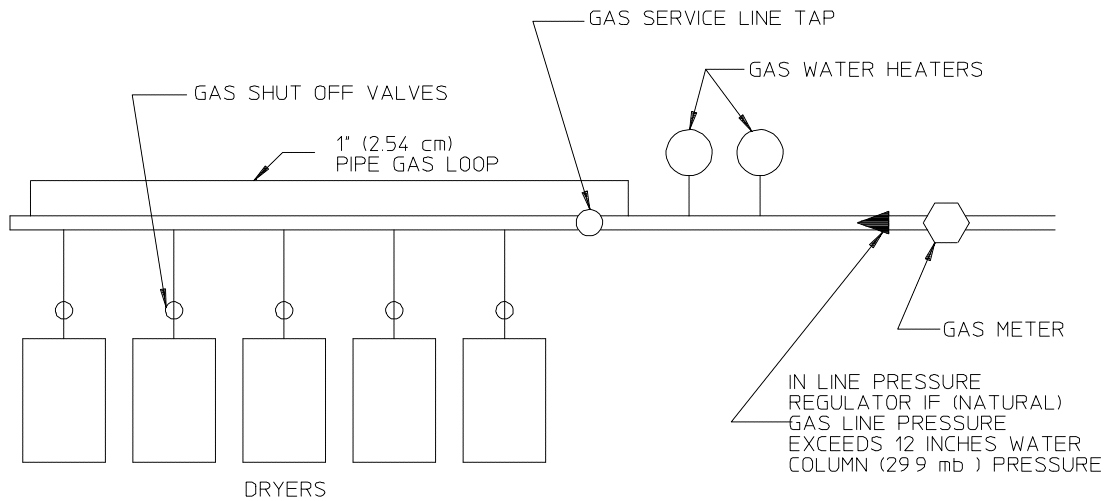 GAS SERVICE LINE TAP
GAS WATER HEATERS
GAS SHUT OFF VALVES
1" (2.54 cm)
PIPE GAS LOOP
GAS METER
IN LINE PRESSURE
REGULATOR IF (NATURAL)
GAS LINE PRESSURE
EXCEEDS 12 INCHES WATER
COLUMN (29.9 mb ) PRESSURE
DRYERS